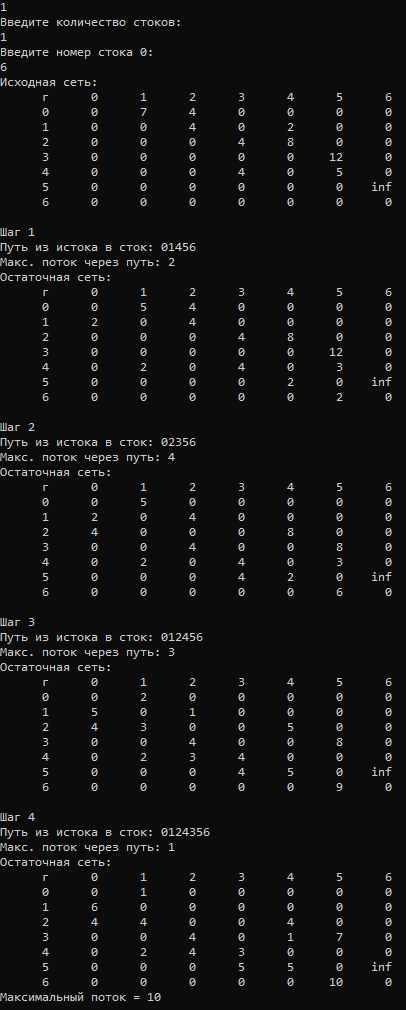 1
Введите количество стоков:
1
Введите номер стока 0:
6
Исходная сеть:
г 0 1 2 3 4 5 6
0 0 7 4 0 0 0 0
1 0 0 4 0 2 0 0
2 0 0 0 4 8 0 0
3 0 0 0 0 0 12 0
4 0 0 0 4 0 5 0
5 0 0 0 0 0 0 inf
6 0 0 0 0 0 0 0
Шаг 1
Путь из истока в сток: 01456
Макс. поток через путь: 2
Остаточная сеть:
г 0 1 2 3 4 5 6
0 0 5 4 0 0 0 0
1 2 0 4 0 0 0 0
2 0 0 0 4 8 0 0
3 0 0 0 0 0 12 0
4 0 2 0 4 0 3 0
5 0 0 0 0 2 0 inf
6 0 0 0 0 0 2 0
Шаг 2
Путь из истока в сток: 02356
Макс. поток через путь: 4
Остаточная сеть:
г 0 1 2 3 4 5 6
0 0 5 0 0 0 0 0
1 2 0 4 0 0 0 0
2 4 0 0 0 8 0 0
3 0 0 4 0 0 8 0
4 0 2 0 4 0 3 0
5 0 0 0 4 2 0 inf
6 0 0 0 0 0 6 0
Шаг 3
Путь из истока в сток: 012456
Макс. поток через путь: 3
Остаточная сеть:
г 0 1 2 3 4 5 6
0 0 2 0 0 0 0 0
1 5 0 1 0 0 0 0
2 4 3 0 0 5 0 0
3 0 0 4 0 0 8 0
4 0 2 3 4 0 0 0
5 0 0 0 4 5 0 inf
6 0 0 0 0 0 9 0
Шаг 4
Путь из истока в сток: 0124356
Макс. поток через путь: 1
Остаточная сеть:
г 0 1 2 3 4 5 6
0 0 1 0 0 0 0 0
1 6 0 0 0 0 0 0
2 4 4 0 0 4 0 0
3 0 0 4 0 1 7 0
4 0 2 4 3 0 0 0
5 0 0 0 5 5 0 inf
6 0 0 0 0 0 10 0
Максимальный поток = 10